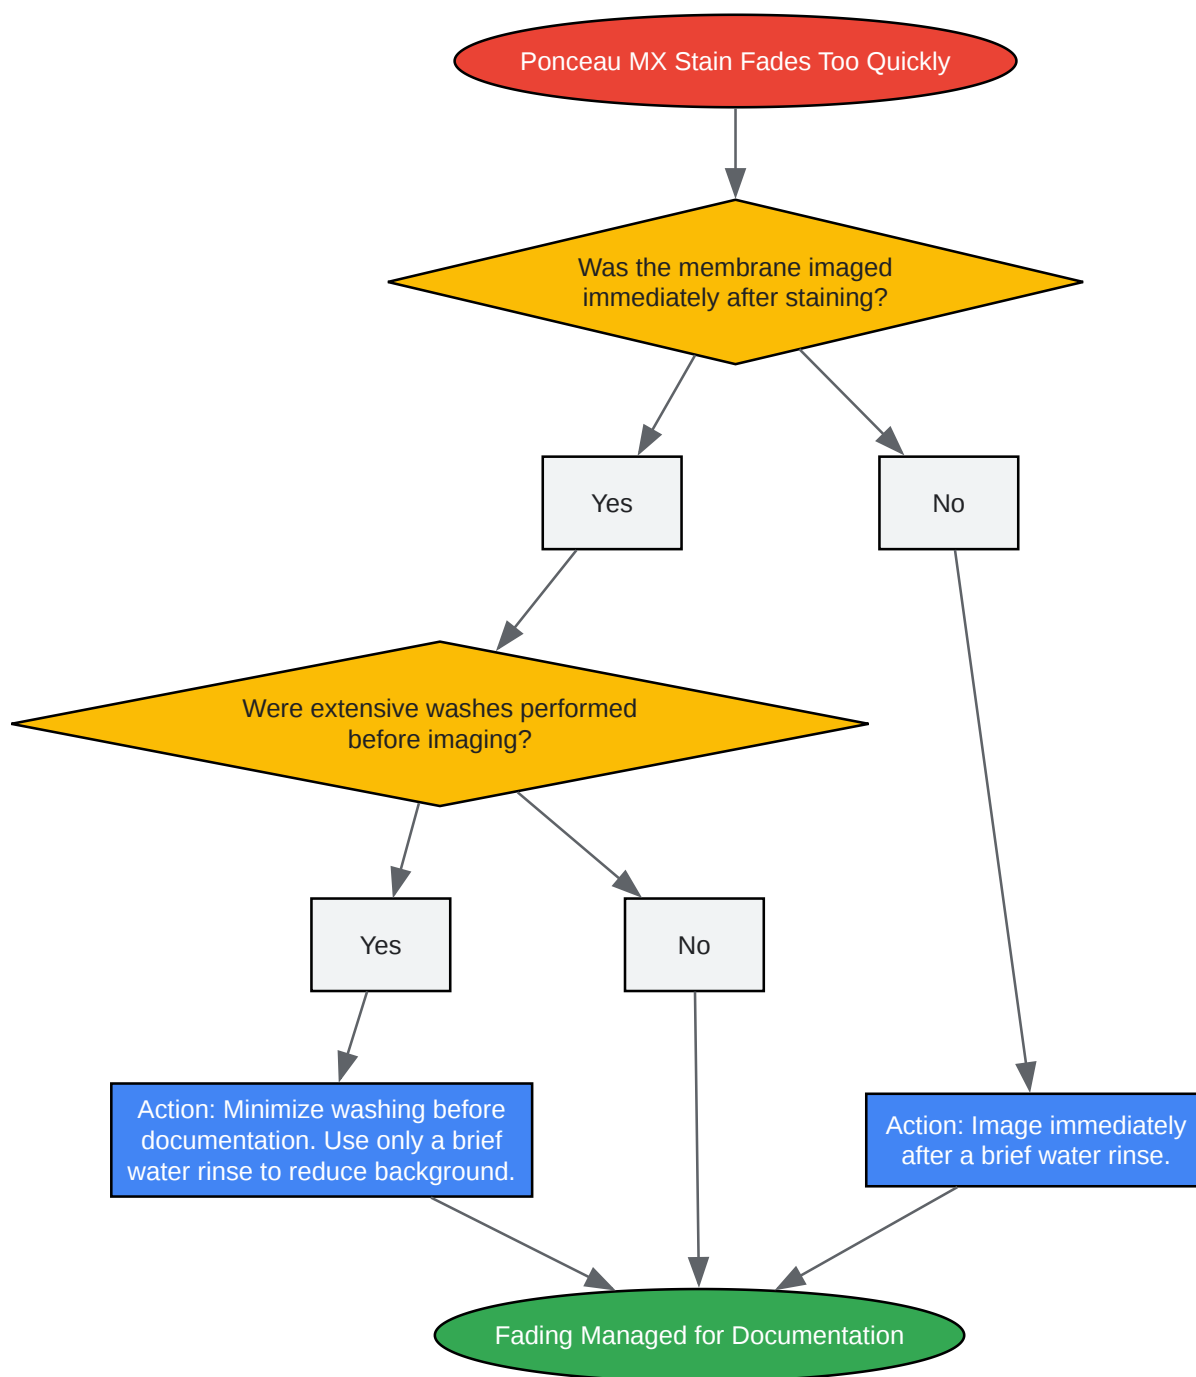 Ponceau MX Stain Fades Too Quickly
Was the membrane imaged
immediately after staining?
Yes
No
Were extensive washes performed
before imaging?
Yes
No
Action: Minimize washing before
documentation. Use only a brief
water rinse to reduce background.
Action: Image immediately
after a brief water rinse.
Fading Managed for Documentation